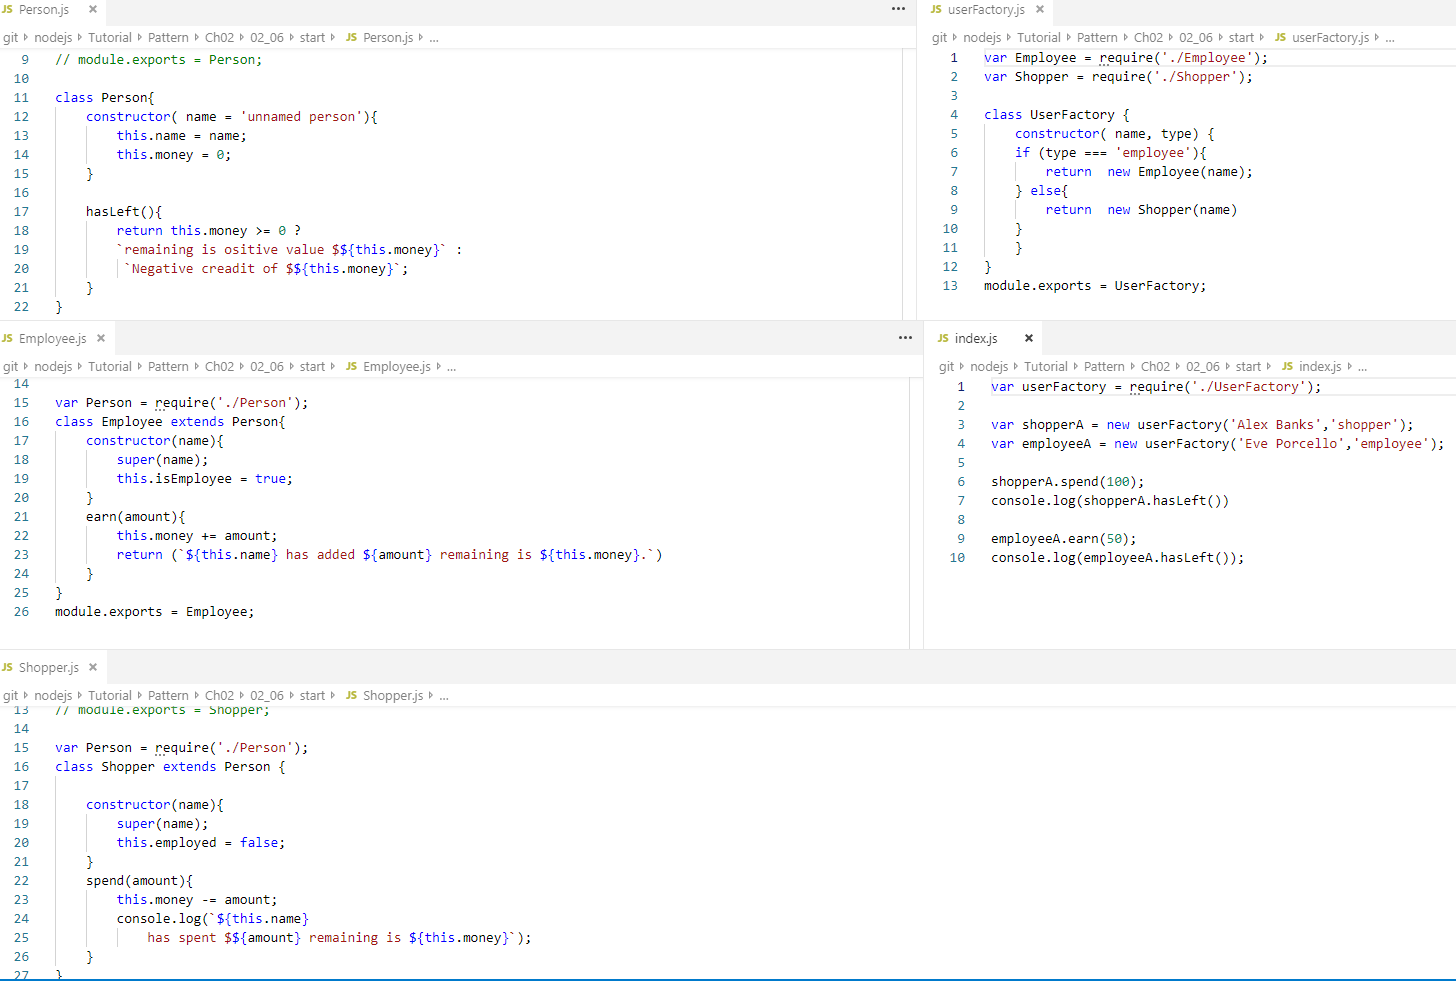 JS Person.js ×
...
git › nodejs › Tutorial › Pattern › Ch02 › 02_06 › start › JS Person.js › ...
9 // module.exports = Person;
10
11 class Person{
12 constructor( name = 'unnamed person'){
13 this.name = name;
14 this.money = 0;
15 }
16
17 hasLeft(){
18 return this.money >= 0 ?
19 `remaining is ositive value $${this.money}` :
20 `Negative creadit of $${this.money}`;
21 }
22 }
JS userFactory.js ×
git › nodejs › Tutorial › Pattern › Ch02 › 02_06 › start › JS userFactory.js › ...
1 var Employee = require('./Employee');
2 var Shopper = require('./Shopper');
3
4 class UserFactory {
5 constructor( name, type) {
6 if (type === 'employee'){
7 return new Employee(name);
8 } else{
9 return new Shopper(name)
10 }
11 }
12 }
13 module.exports = UserFactory;
JS Employee.js ×
...
git › nodejs › Tutorial › Pattern › Ch02 › 02_06 › start › JS Employee.js › ...
14
15 var Person = require('./Person');
16 class Employee extends Person{
17 constructor(name){
18 super(name);
19 this.isEmployee = true;
20 }
21 earn(amount){
22 this.money += amount;
23 return (`${this.name} has added ${amount} remaining is ${this.money}.`)
24 }
25 }
26 module.exports = Employee;
JS index.js ×
git › nodejs › Tutorial › Pattern › Ch02 › 02_06 › start › JS index.js › ...
1 var userFactory = require('./UserFactory');
2
3 var shopperA = new userFactory('Alex Banks','shopper');
4 var employeeA = new userFactory('Eve Porcello','employee');
5
6 shopperA.spend(100);
7 console.log(shopperA.hasLeft())
8
9 employeeA.earn(50);
10 console.log(employeeA.hasLeft());
JS Shopper.js ×
git › nodejs › Tutorial › Pattern › Ch02 › 02_06 › start › JS Shopper.js › ...
13 // module.exports = Shopper;
14
15 var Person = require('./Person');
16 class Shopper extends Person {
17
18 constructor(name){
19 super(name);
20 this.employed = false;
21 }
22 spend(amount){
23 this.money -= amount;
24 console.log(`${this.name}
25 has spent $${amount} remaining is ${this.money}`);
26 }
27 }